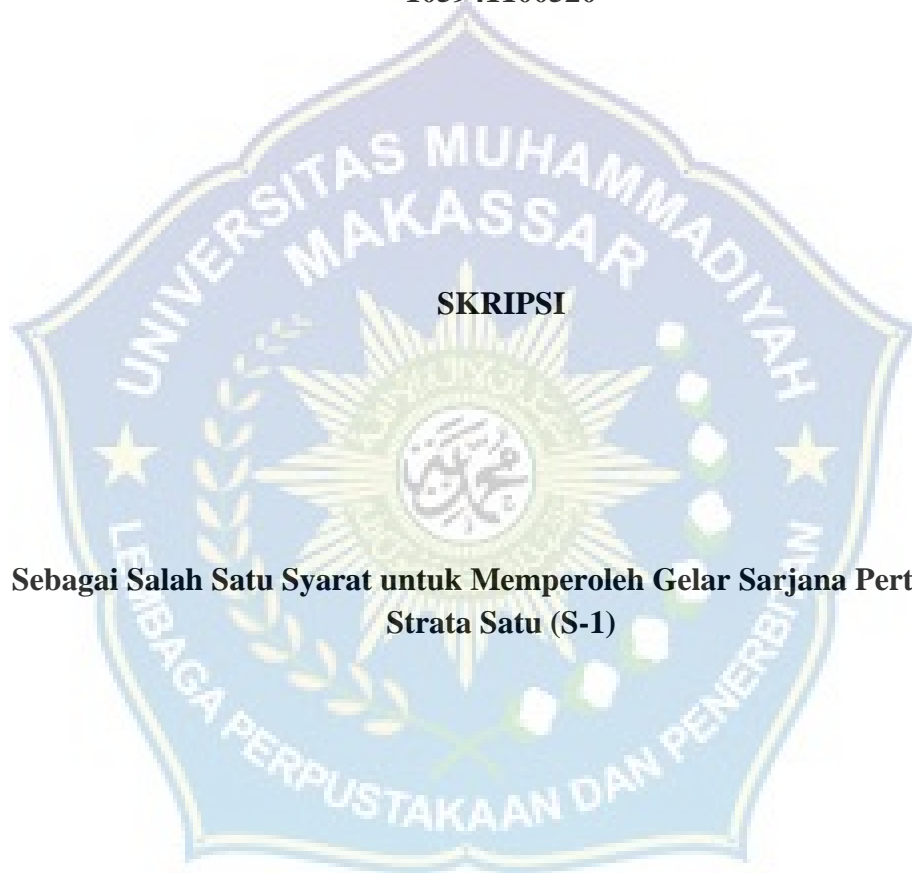 UNIVERSITAS MUHAMMADIYAH
MAKASSAR
SKRIPSI
Sebagai Salah Satu Syarat untuk Memperoleh Gelar Sarjana Pert
Strata Satu (S-1)
LEMBAGA PERPUSTAKAAN DAN PENERBITAN